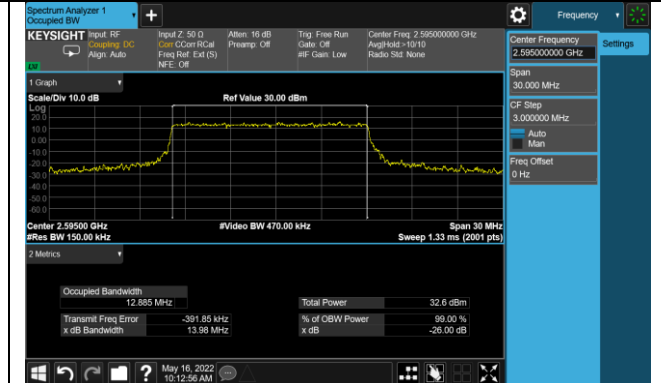 Spectrum Analyzer 1
Occupied BW
+
Frequency
KEYSIGHT
Input: RF
Coupling: DC
Align: Auto
Input Z: 50 Ω
Corr CCorr RCal
Freq Ref: Ext (S)
NFE: Off
Atten: 16 dB
Preamp: Off
Trig: Free Run
Gate: Off
#IF Gain: Low
Center Freq: 2.595000000 GHz
Avg|Hold:>10/10
Radio Std: None
Center Frequency
2.595000000 GHz
Settings
Span
30.000 MHz
CF Step
3.000000 MHz
Auto
Man
Freq Offset
0 Hz
1 Graph
Scale/Div 10.0 dB
Ref Value 30.00 dBm
Log
20.0
10.0
0.00
-10.0
-20.0
-30.0
-40.0
-50.0
-60.0
Center 2.59500 GHz
#Video BW 470.00 kHz
Span 30 MHz
#Res BW 150.00 kHz
Sweep 1.33 ms (2001 pts)
2 Metrics
Occupied Bandwidth
12.885 MHz
Total Power
32.6 dBm
Transmit Freq Error
-391.85 kHz
% of OBW Power
99.00 %
x dB Bandwidth
13.98 MHz
x dB
-26.00 dB
?
May 16, 2022
10:12:56 AM